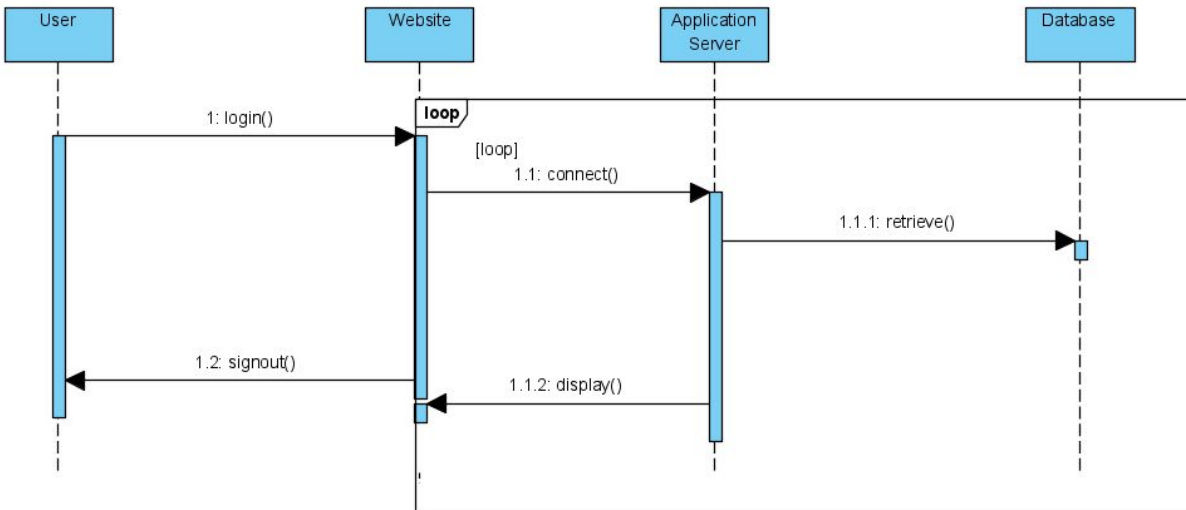 User
Website
Application
Server
Database
loop
1: login()
[loop]
1.1: connect()
1.1.1: retrieve()
1.2: signout()
1.1.2: display()